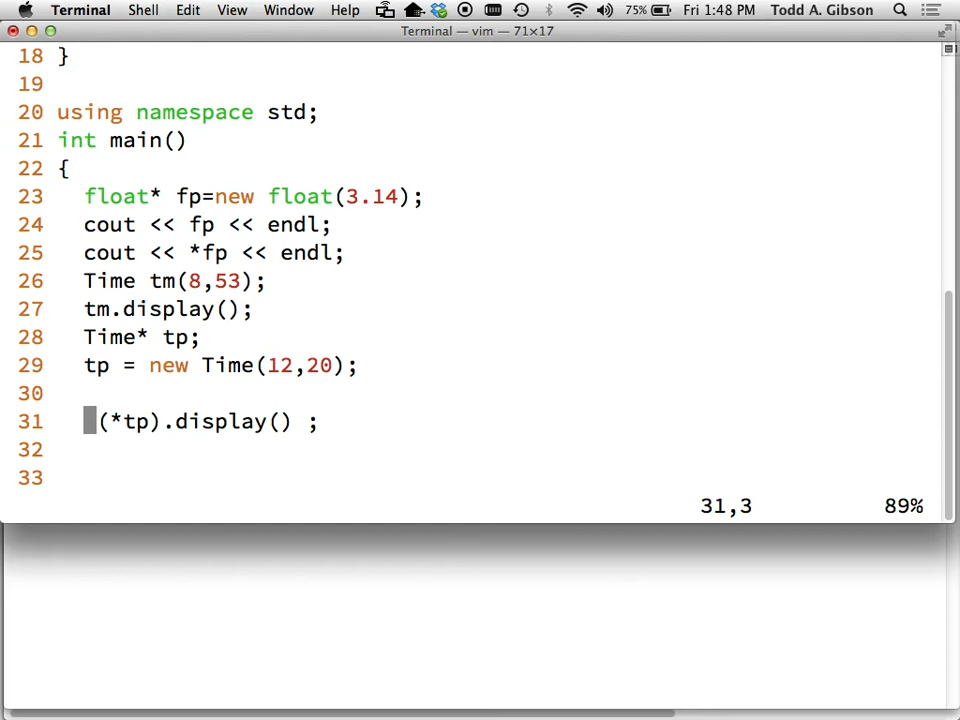 Terminal Shell Edit View Window Help 75% Fri 1:48 PM Todd A. Gibson
Terminal — vim — 71×17
18 }
19
20 using namespace std;
21 int main()
22 {
23 float* fp=new float(3.14);
24 cout << fp << endl;
25 cout << *fp << endl;
26 Time tm(8,53);
27 tm.display();
28 Time* tp;
29 tp = new Time(12,20);
30
31 (*tp).display() ;
32
33
31,3 89%